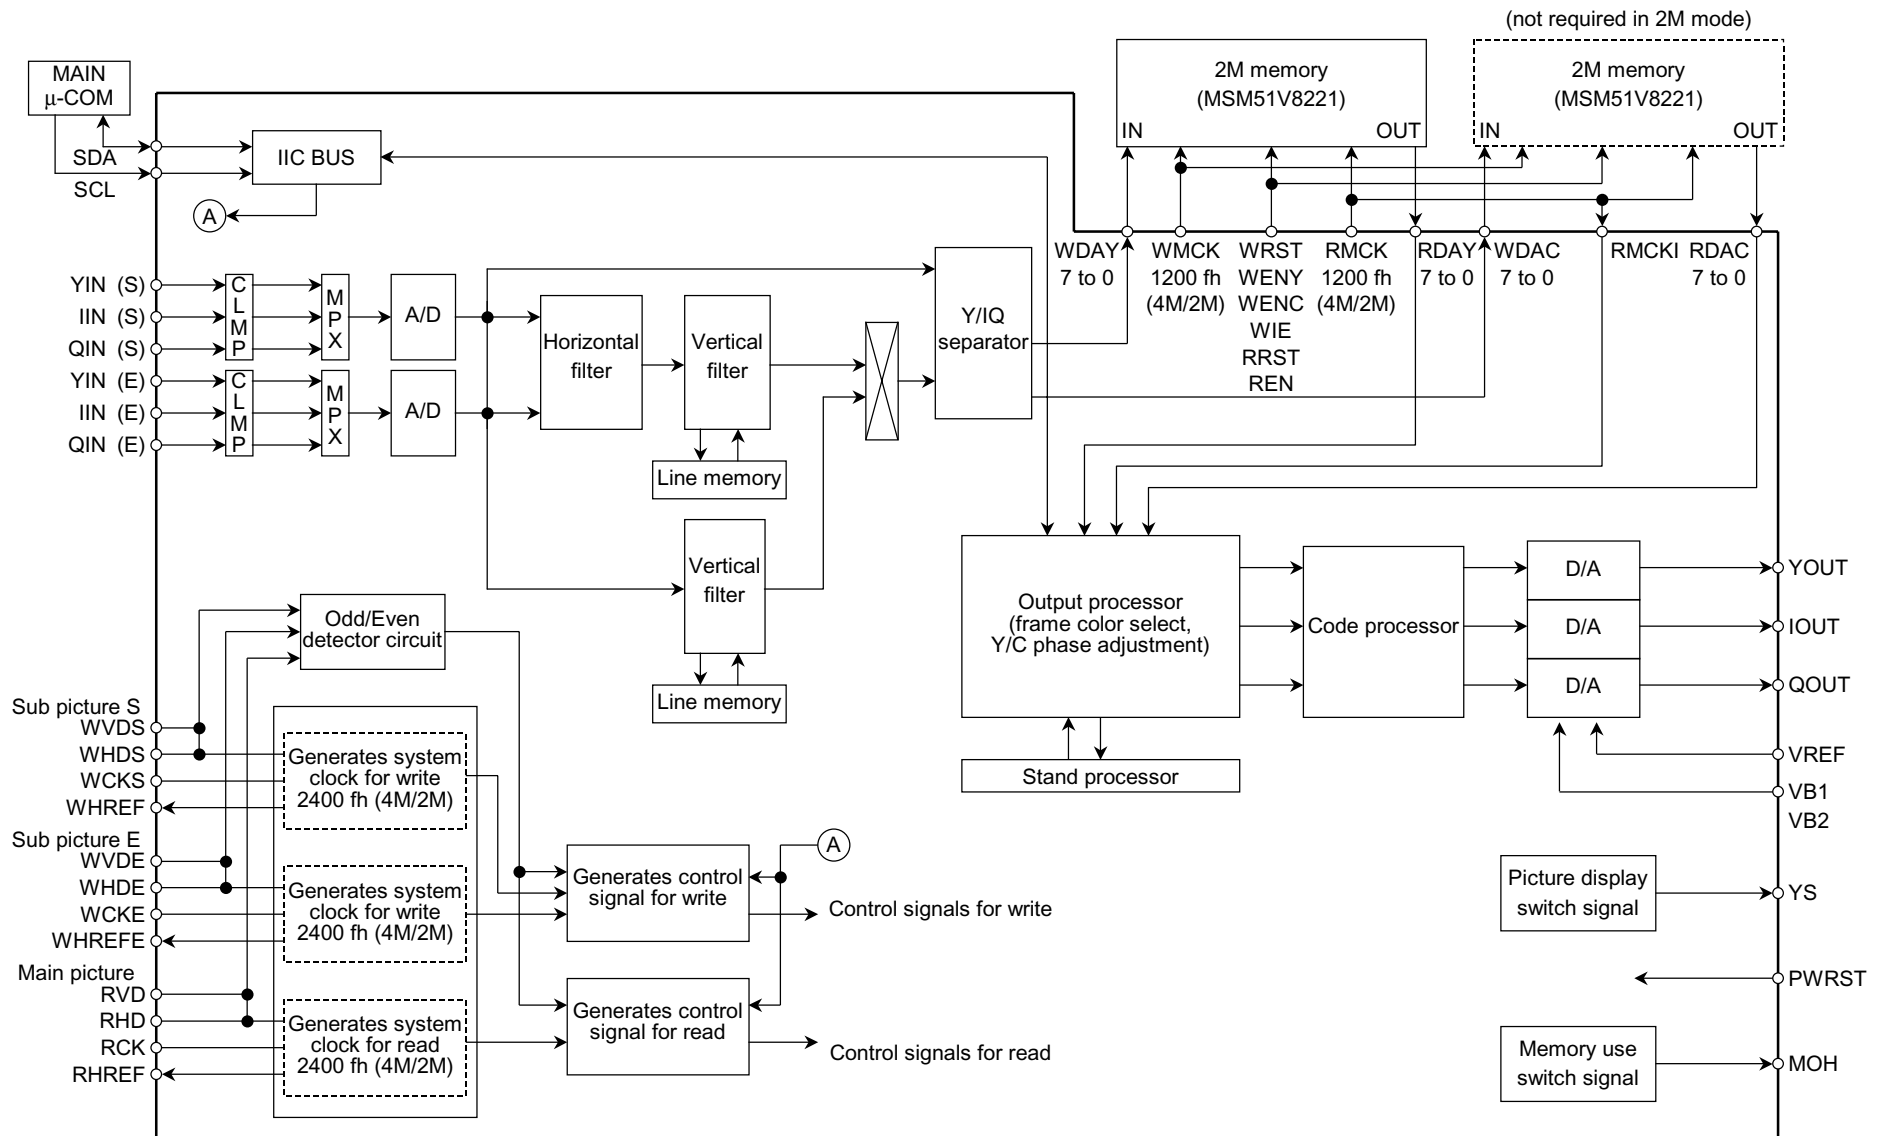 (not required in 2M mode)
MAIN
μ-COM
SDA
SCL
IIC BUS
A
2M memory
(MSM51V8221)
IN
OUT
2M memory
(MSM51V8221)
IN
OUT
WDAY
7 to 0
WMCK
1200 fh
(4M/2M)
WRST
WENY
WENC
WIE
RRST
REN
RMCK
1200 fh
(4M/2M)
RDAY
7 to 0
WDAC
7 to 0
RMCKI
RDAC
7 to 0
YIN (S)
IIN (S)
QIN (S)
YIN (E)
IIN (E)
QIN (E)
CLMP
MPX
A/D
CLMP
MPX
A/D
Horizontal
filter
Vertical
filter
Line memory
Vertical
filter
Line memory
Y/IQ
separator
Output processor
(frame color select,
Y/C phase adjustment)
Stand processor
Code processor
D/A
D/A
D/A
YOUT
IOUT
QOUT
VREF
VB1
VB2
Odd/Even
detector circuit
Sub picture S
WVDS
WHDS
WCKS
WHREF
Sub picture E
WVDE
WHDE
WCKE
WHREFE
Main picture
RVD
RHD
RCK
RHREF
Generates system
clock for write
2400 fh (4M/2M)
Generates system
clock for write
2400 fh (4M/2M)
Generates system
clock for read
2400 fh (4M/2M)
A
Generates control
signal for write
Control signals for write
Generates control
signal for read
Control signals for read
Picture display
switch signal
YS
PWRST
Memory use
switch signal
MOH